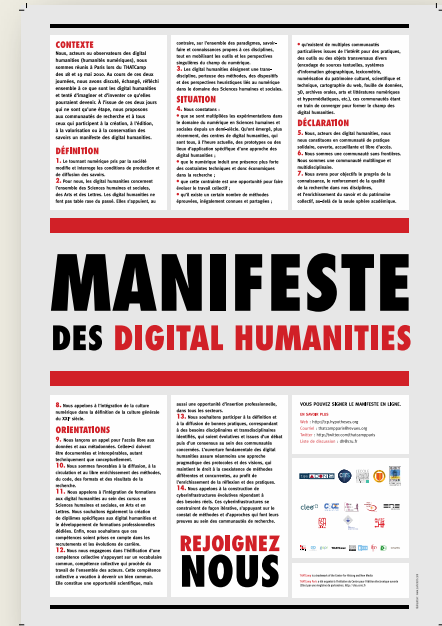 CONTEXTE
Nous, acteurs ou observateurs des digital
humanities (humanités numériques), nous
sommes réunis à Paris lors du THATCamp
des 18 et 19 mai 2010. Au cours de ces deux
journées, nous avons discuté, échangé, réfléchi
ensemble à ce que sont les digital humanities
et tenté d'imaginer et d'inventer ce qu'elles
pourraient devenir. À l'issue de ces deux jours
qui ne sont qu'une étape, nous proposons
aux communautés de recherche et à tous
ceux qui participent à la création, à l'édition,
à la valorisation ou à la conservation des
savoirs un manifeste des digital humanities.
DÉFINITION
1. Le tournant numérique pris par la société
modifie et interroge les conditions de production et
de diffusion des savoirs.
2. Pour nous, les digital humanities concernent
l'ensemble des Sciences humaines et sociales,
des Arts et des Lettres. Les digital humanities ne
font pas table rase du passé. Elles s'appuient, au
contraire, sur l'ensemble des paradigmes, savoir-
faire et connaissances propres à ces disciplines,
tout en mobilisant les outils et les perspectives
singulières du champ du numérique.
3. Les digital humanities désignent une trans-
discipline, porteuse des méthodes, des dispositifs
et des perspectives heuristiques liés au numérique
dans le domaine des Sciences humaines et sociales.
SITUATION
4. Nous constatons :
• que se sont multipliées les expérimentations dans
le domaine du numérique en Sciences humaines et
sociales depuis un demi-siècle. Qu'ont émergé, plus
récemment, des centres de digital humanities, qui
sont tous, à l'heure actuelle, des prototypes ou des
lieux d'application spécifique d'une approche des
digital humanities ;
• que le numérique induit une présence plus forte
des contraintes techniques et donc économiques
dans la recherche ;
• que cette contrainte est une opportunité pour faire
évoluer le travail collectif ;
• qu'il existe un certain nombre de méthodes
éprouvées, inégalement connues et partagées ;
• qu'existent de multiples communautés
particulières issues de l'intérêt pour des pratiques,
des outils ou des objets transversaux divers
(encodage de sources textuelles, systèmes
d'information géographique, lexicométrie,
numérisation du patrimoine culturel, scientifique et
technique, cartographie du web, fouille de données,
3D, archives orales, arts et littératures numériques
et hypermédiatiques, etc.), ces communautés étant
en train de converger pour former le champ des
digital humanities.
DÉCLARATION
5. Nous, acteurs des digital humanities, nous
nous constituons en communauté de pratique
solidaire, ouverte, accueillante et libre d'accès.
6. Nous sommes une communauté sans frontières.
Nous sommes une communauté multilingue et
multidisciplinaire.
7. Nous avons pour objectifs le progrès de la
connaissance, le renforcement de la qualité
de la recherche dans nos disciplines,
et l'enrichissement du savoir et du patrimoine
collectif, au-delà de la seule sphère académique.
MANIFESTE
DES DIGITAL HUMANITIES
8. Nous appelons à l'intégration de la culture
numérique dans la définition de la culture générale
du XXIe siècle.
ORIENTATIONS
9. Nous lançons un appel pour l'accès libre aux
données et aux métadonnées. Celles-ci doivent
être documentées et interopérables, autant
techniquement que conceptuellement.
10. Nous sommes favorables à la diffusion, à la
circulation et au libre enrichissement des méthodes,
du code, des formats et des résultats de la
recherche.
11. Nous appelons à l'intégration de formations
aux digital humanities au sein des cursus en
Sciences humaines et sociales, en Arts et en
Lettres. Nous souhaitons également la création
de diplômes spécifiques aux digital humanities et
le développement de formations professionnelles
dédiées. Enfin, nous souhaitons que ces
compétences soient prises en compte dans les
recrutements et les évolutions de carrière.
12. Nous nous engageons dans l'édification d'une
compétence collective s'appuyant sur un vocabulaire
commun, compétence collective qui procède du
travail de l'ensemble des acteurs. Cette compétence
collective a vocation à devenir un bien commun.
Elle constitue une opportunité scientifique, mais
aussi une opportunité d'insertion professionnelle,
dans tous les secteurs.
13. Nous souhaitons participer à la définition et
à la diffusion de bonnes pratiques, correspondant
à des besoins disciplinaires et transdisciplinaires
identifiés, qui soient évolutives et issues d'un débat
puis d'un consensus au sein des communautés
concernées. L'ouverture fondamentale des digital
humanities assure néanmoins une approche
pragmatique des protocoles et des visions, qui
maintient le droit à la coexistence de méthodes
différentes et concurrentes, au profit de
l'enrichissement de la réflexion et des pratiques.
14. Nous appelons à la construction de
cyberinfrastructures évolutives répondant à
des besoins réels. Ces cyberinfrastructures se
construiront de façon itérative, s'appuyant sur le
constat de méthodes et d'approches qui font leurs
preuves au sein des communautés de recherche.
REJOIGNEZ
NOUS
VOUS POUVEZ SIGNER LE MANIFESTE EN LIGNE.
EN SAVOIR PLUS
Web : http://tcp.hypotheses.org
Courriel : thatcampparis@revues.org
Twitter : http://twitter.com/thatcampparis
Liste de discussion : dh@cru.fr
cleo